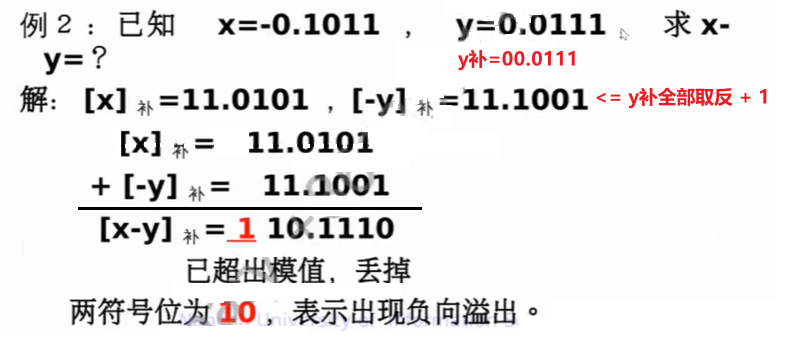 例2：已知 x=-0.1011 ， y=0.0111 ， 求 x-
y=？
y补=00.0111
解: [x]补=11.0101 , [-y]补=11.1001 <= y补全部取反 + 1
[x]补= 11.0101
+ [-y]补= 11.1001
[x-y]补= 1 10.1110
已超出模值，丢掉
两符号位为 10 ，表示出现负向溢出。